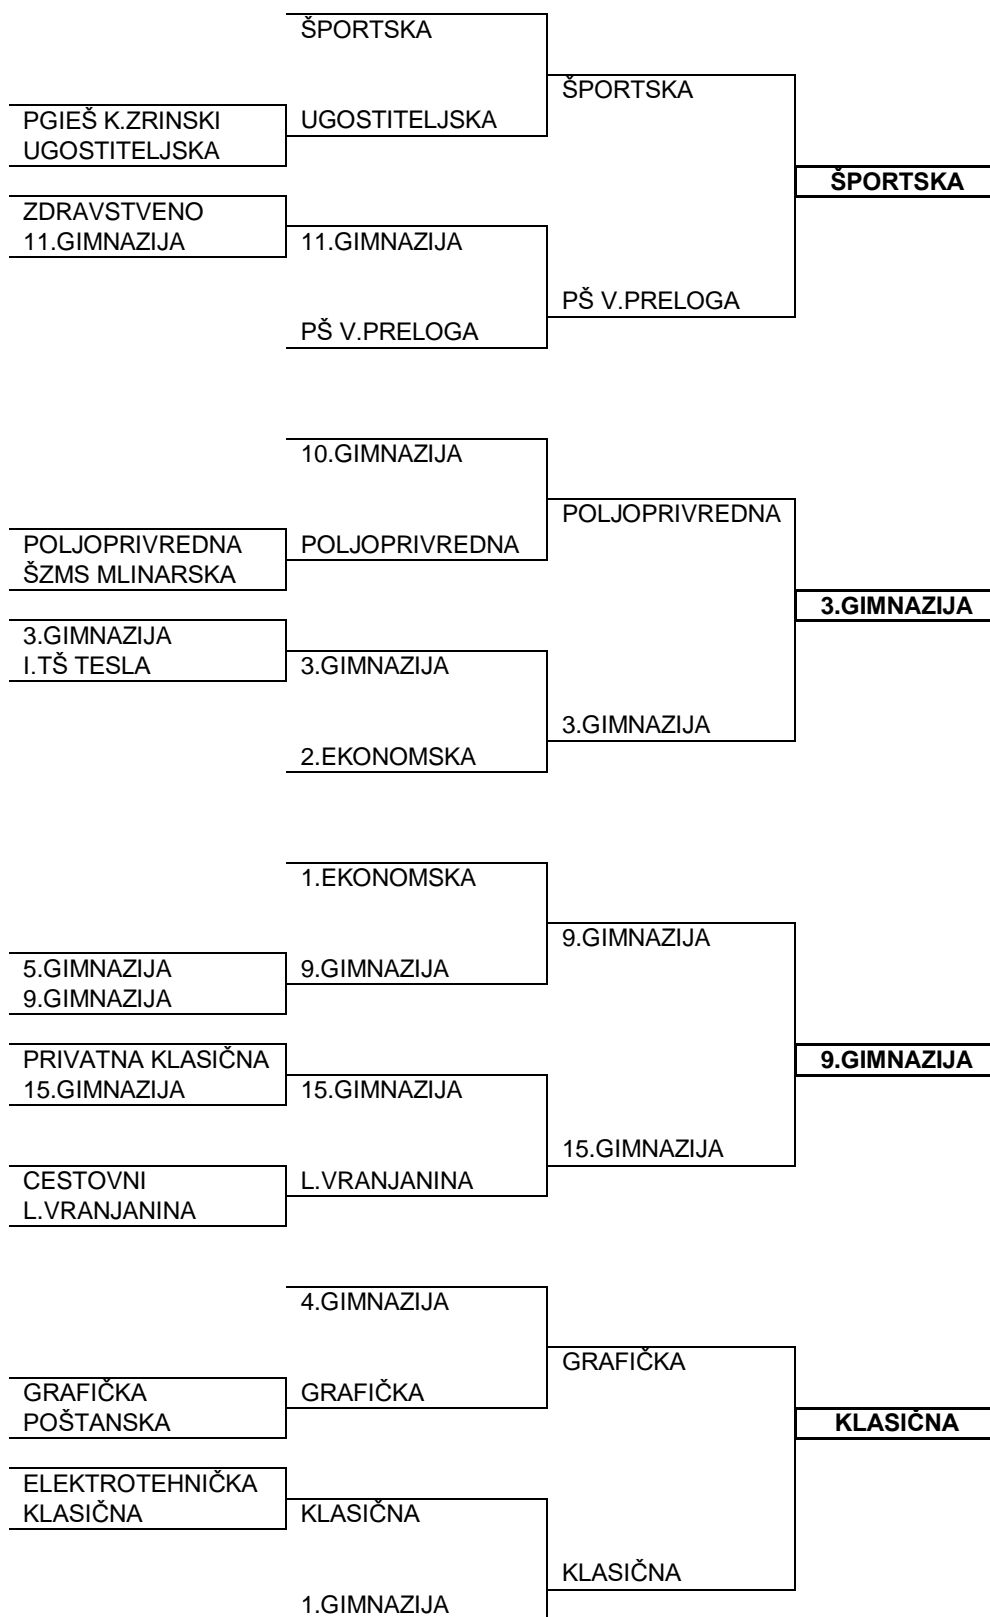 ŠPORTSKA
ŠPORTSKA
PGIEŠ K.ZRINSKI
UGOSTITELJSKA
UGOSTITELJSKA
ŠPORTSKA
ZDRAVSTVENO
11.GIMNAZIJA
11.GIMNAZIJA
PŠ V.PRELOGA
PŠ V.PRELOGA
10.GIMNAZIJA
POLJOPRIVREDNA
POLJOPRIVREDNA
POLJOPRIVREDNA
ŠZMS MLINARSKA
3.GIMNAZIJA
3.GIMNAZIJA
I.TŠ TESLA
3.GIMNAZIJA
3.GIMNAZIJA
2.EKONOMSKA
1.EKONOMSKA
9.GIMNAZIJA
5.GIMNAZIJA
9.GIMNAZIJA
9.GIMNAZIJA
PRIVATNA KLASIČNA
9.GIMNAZIJA
15.GIMNAZIJA
15.GIMNAZIJA
15.GIMNAZIJA
CESTOVNI
L.VRANJANINA
L.VRANJANINA
4.GIMNAZIJA
GRAFIČKA
GRAFIČKA
GRAFIČKA
POŠTANSKA
KLASIČNA
ELEKTROTEHNIČKA
KLASIČNA
KLASIČNA
KLASIČNA
1.GIMNAZIJA